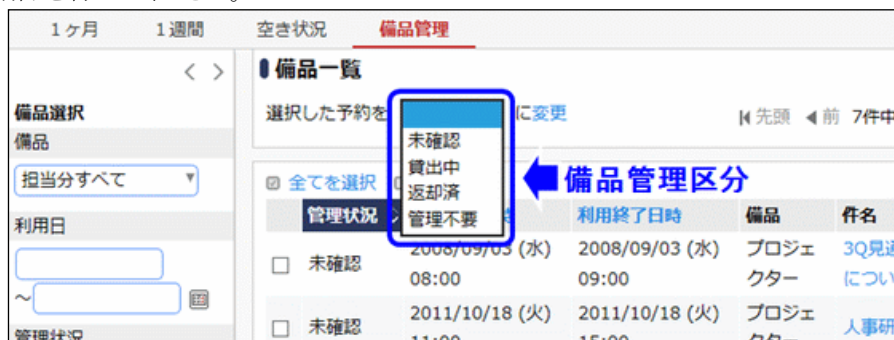 1ヶ月 1週間 空き状況 備品管理
< >
備品選択
備品
担当分すべて
利用日
～
管理状況
備品一覧
選択した予約を に変更
先頭 前 7件中
未確認
貸出中
返却済
管理不要
備品管理区分
全てを選択
管理状況 利用終了日時 備品 件名
未確認 2008/09/03 (水) 08:00 2008/09/03 (水) 09:00 プロジェクター 3Q見通 につい
未確認 2011/10/18 (火) 2011/10/18 (火) プロジェ 人事研